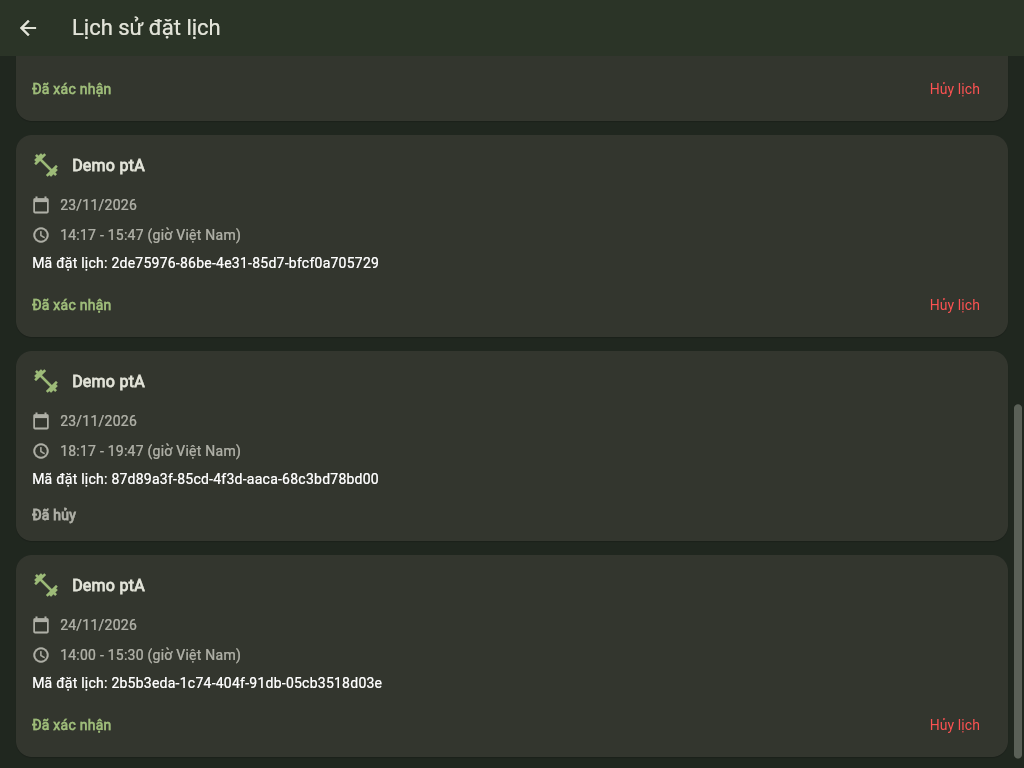 Lịch sử đặt lịch
Đã xác nhận
Hủy lịch
Demo ptA
23/11/2026
14:17 - 15:47 (giờ Việt Nam)
Mã đặt lịch: 2de75976-86be-4e31-85d7-bfcf0a705729
Đã xác nhận
Hủy lịch
Demo ptA
23/11/2026
18:17 - 19:47 (giờ Việt Nam)
Mã đặt lịch: 87d89a3f-85cd-4f3d-aaca-68c3bd78bd00
Đã hủy
Demo ptA
24/11/2026
14:00 - 15:30 (giờ Việt Nam)
Mã đặt lịch: 2b5b3eda-1c74-404f-91db-05cb3518d03e
Đã xác nhận
Hủy lịch